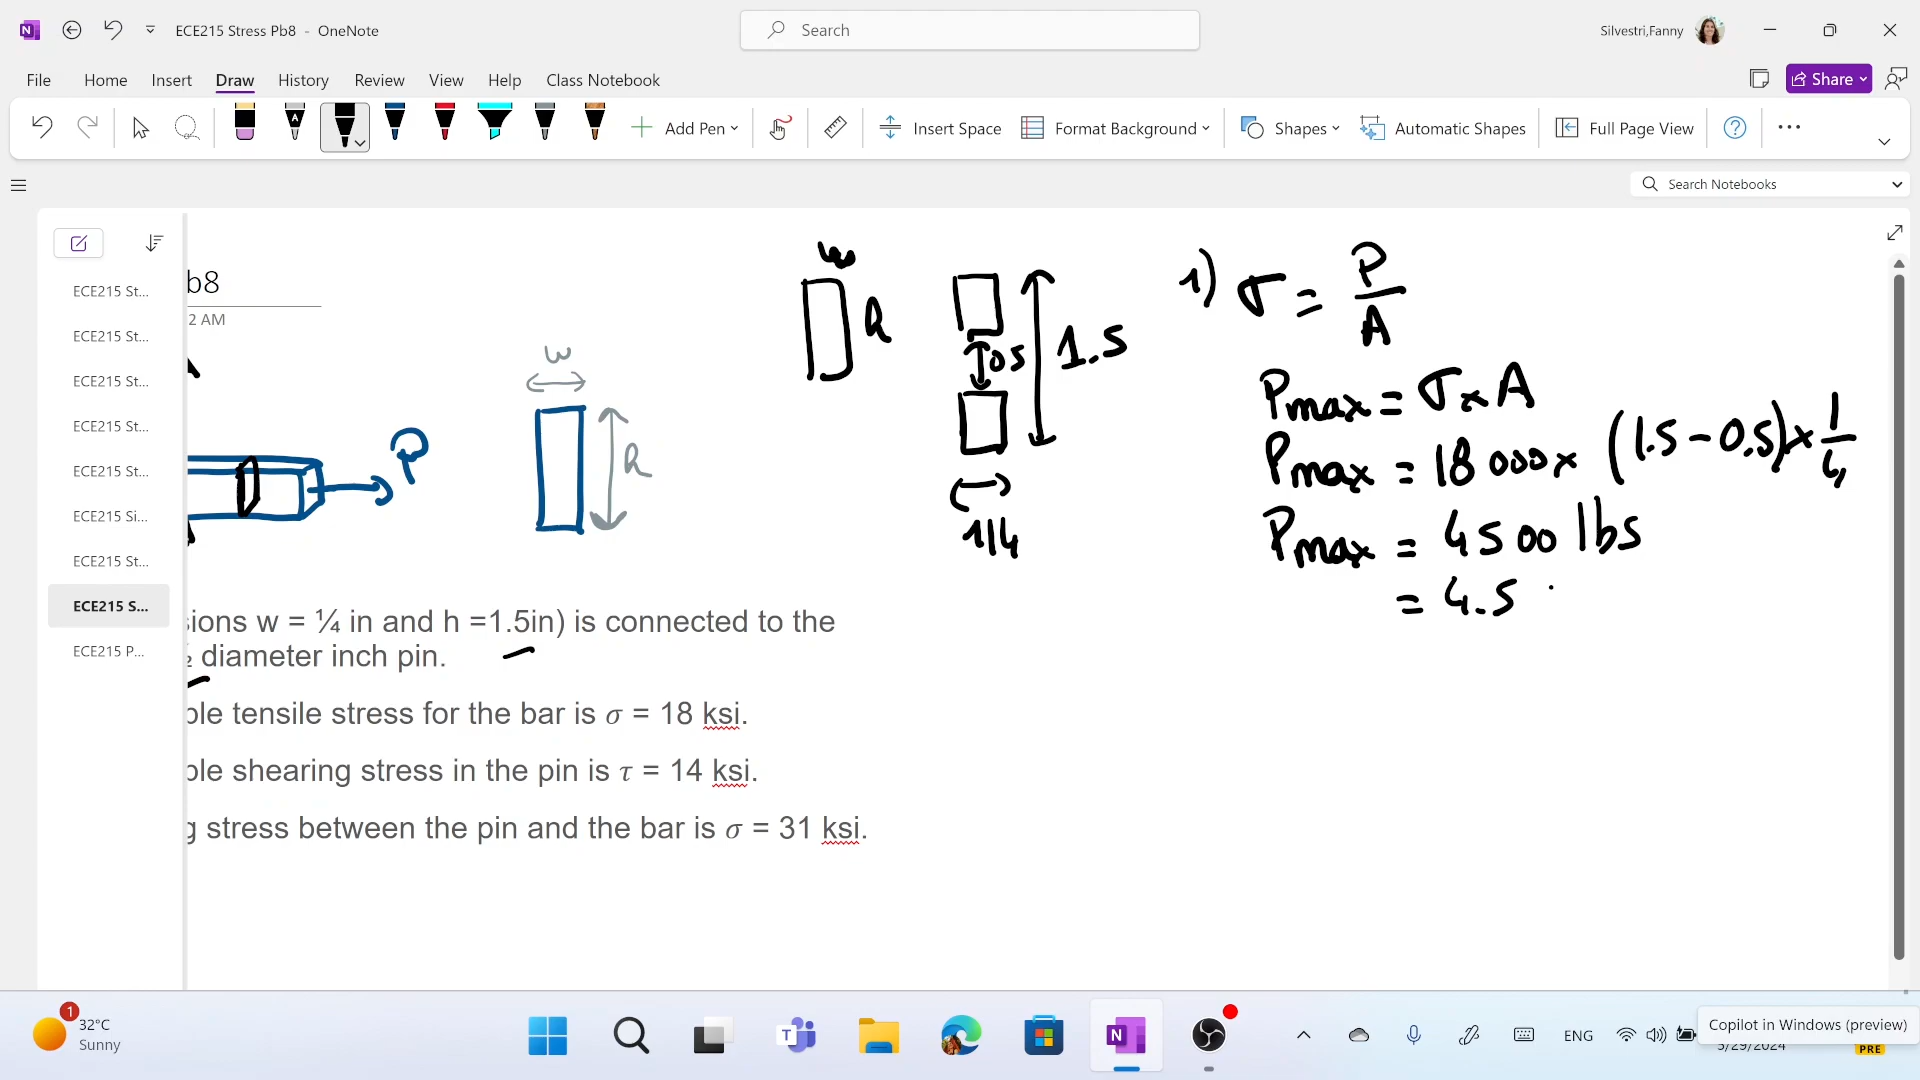 ECE215 Stress Pb8 - OneNote
Search
Silvestri,Fanny
File Home Insert Draw History Review View Help Class Notebook
Share
Add Pen
Insert Space
Format Background
Shapes
Automatic Shapes
Full Page View
Search Notebooks
ECE215 St...
ECE215 St...
ECE215 St...
ECE215 St...
ECE215 St...
ECE215 Si...
ECE215 St...
ECE215 S...
ECE215 P...
b8
2 AM
w
h
P
w
h
0.5
1.5
1/4
1) σ = P/A
Pmax = σ x A
Pmax = 18 000 x (1.5 - 0.5) x 1/4
Pmax = 4500 lbs
= 4.5
ions w = ¼ in and h =1.5in) is connected to the
diameter inch pin.
ble tensile stress for the bar is σ = 18 ksi.
ble shearing stress in the pin is τ = 14 ksi.
g stress between the pin and the bar is σ = 31 ksi.
1
32°C
Sunny
ENG
Copilot in Windows (preview)
5/29/2024
PRE